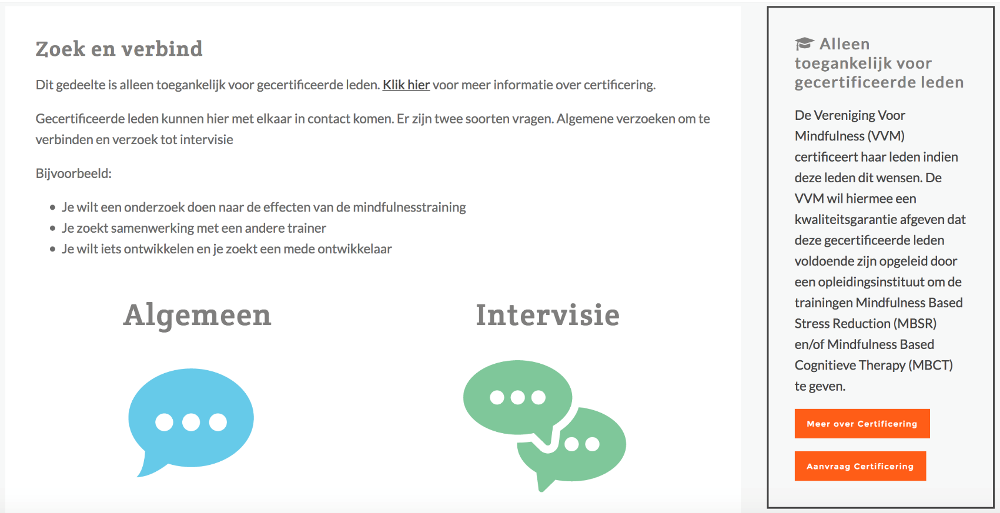 Zoek en verbind
Dit gedeelte is alleen toegankelijk voor gecertificeerde leden. Klik hier voor meer informatie over certificering.
Gecertificeerde leden kunnen hier met elkaar in contact komen. Er zijn twee soorten vragen. Algemene verzoeken om te
verbinden en verzoek tot intervisie
Bijvoorbeeld:
Je wilt een onderzoek doen naar de effecten van de mindfulnesstraining
Je zoekt samenwerking met een andere trainer
Je wilt iets ontwikkelen en je zoekt een mede ontwikkelaar
Algemeen
Intervisie
Alleen
toegankelijk voor
gecertificeerde leden
De Vereniging Voor
Mindfulness (VVM)
certificeert haar leden indien
deze leden dit wensen. De
VVM wil hiermee een
kwaliteitsgarantie afgeven dat
deze gecertificeerde leden
voldoende zijn opgeleid door
een opleidingsinstituut om de
trainingen Mindfulness Based
Stress Reduction (MBSR)
en/of Mindfulness Based
Cognitieve Therapy (MBCT)
te geven.
Meer over Certificering
Aanvraag Certificering